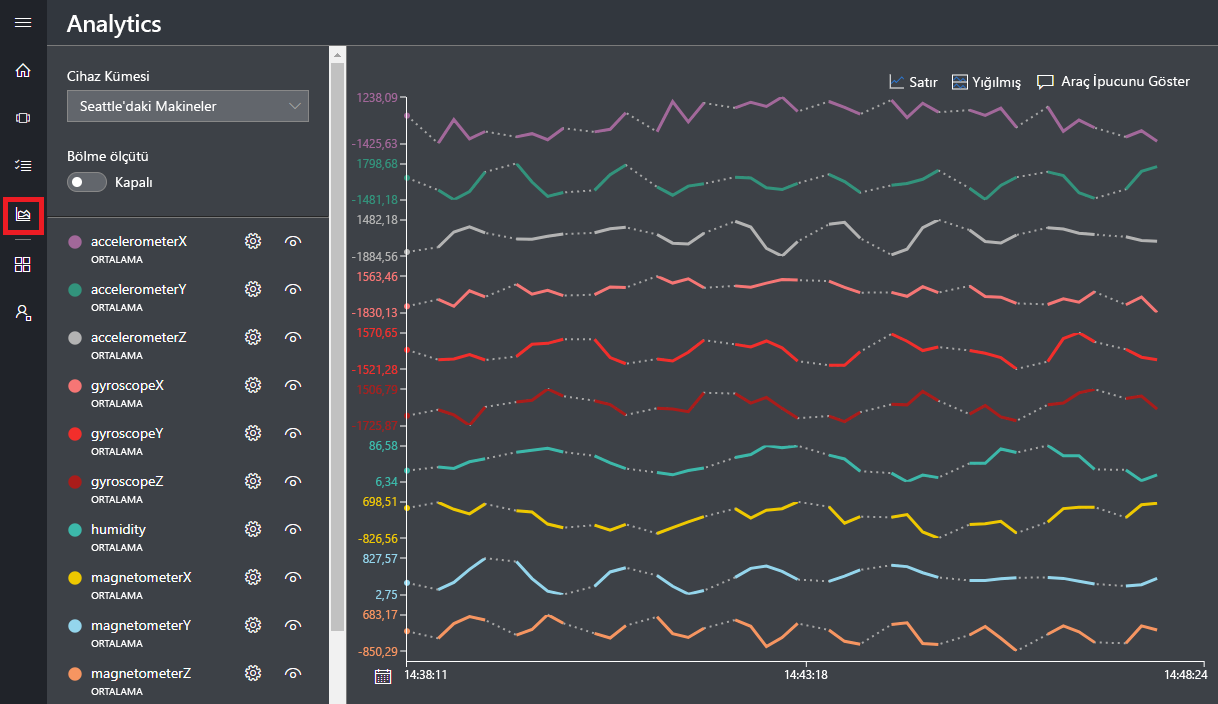 Analytics
Cihaz Kümesi
Seattle'daki Makineler
Bölme ölçütü
Kapalı
accelerometerX
ORTALAMA
accelerometerY
ORTALAMA
accelerometerZ
ORTALAMA
gyroscopeX
ORTALAMA
gyroscopeY
ORTALAMA
gyroscopeZ
ORTALAMA
humidity
ORTALAMA
magnetometerX
ORTALAMA
magnetometerY
ORTALAMA
magnetometerZ
ORTALAMA
Satır Yığılmış Araç İpucunu Göster
1238,09
-1425,63
1798,68
-1481,18
1482,18
-1884,56
1563,46
-1830,13
1570,65
-1521,28
1506,79
-1725,87
86,58
6,34
698,51
-826,56
827,57
2,75
683,17
-850,29
14:38:11 14:43:18 14:48:24